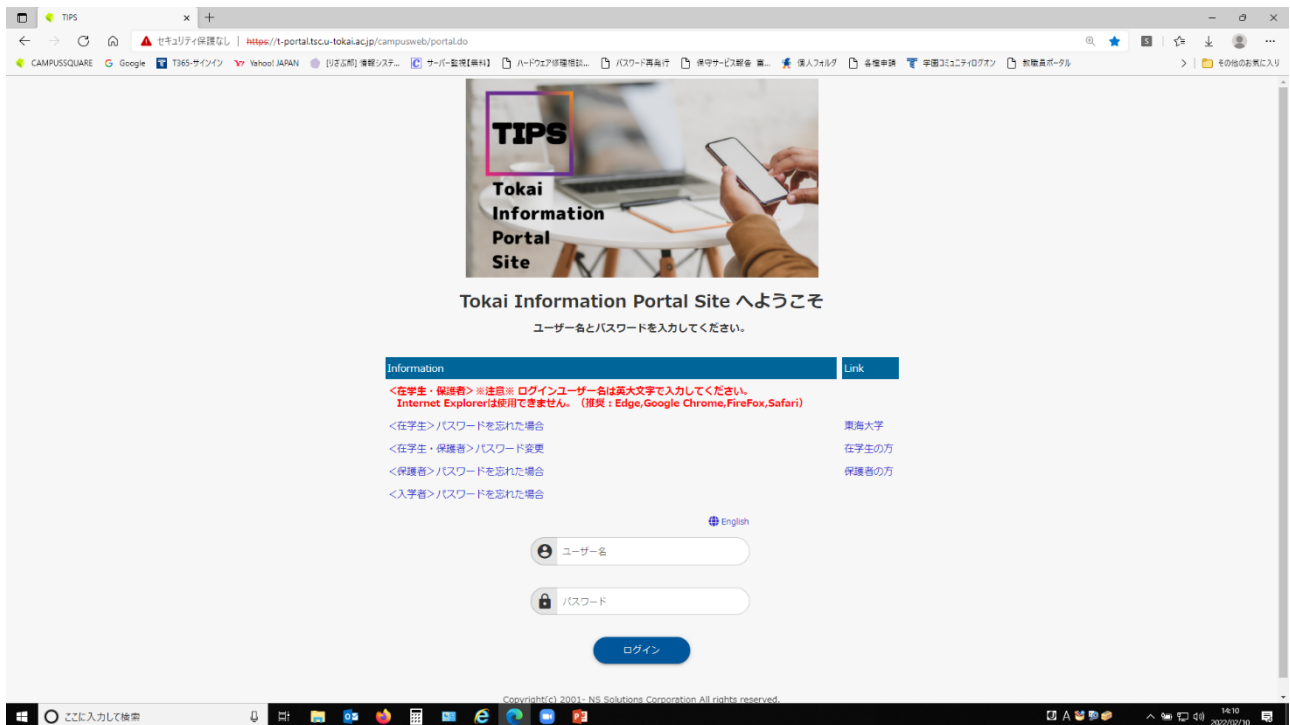 TIPS
セキュリティ保護なし | https://t-portal.tsc.u-tokai.ac.jp/campusweb/portal.do
CAMPUSSQUARE Google T365-サインイン Yahoo! JAPAN [りざぶ郎] 情報システ... サーバー監視【無料】 ハードウェア修理相談... パスワード再発行 保守サービス報告 書... 個人フォルダ 各種申請 学園コミュニティログオン 教職員ポータル その他のお気に入り
TIPS
Tokai
Information
Portal
Site
Tokai Information Portal Site へようこそ
ユーザー名とパスワードを入力してください。
Information Link
<在学生・保護者> ※注意※ ログインユーザー名は英大文字で入力してください。
Internet Explorerは使用できません。（推奨：Edge,Google Chrome,FireFox,Safari）
<在学生>パスワードを忘れた場合 東海大学
<在学生・保護者>パスワード変更 在学生の方
<保護者>パスワードを忘れた場合 保護者の方
<入学者>パスワードを忘れた場合
English
ユーザー名
パスワード
ログイン
Copyright(c) 2001- NS Solutions Corporation All rights reserved.
ここに入力して検索
A
14:10
2022/02/10